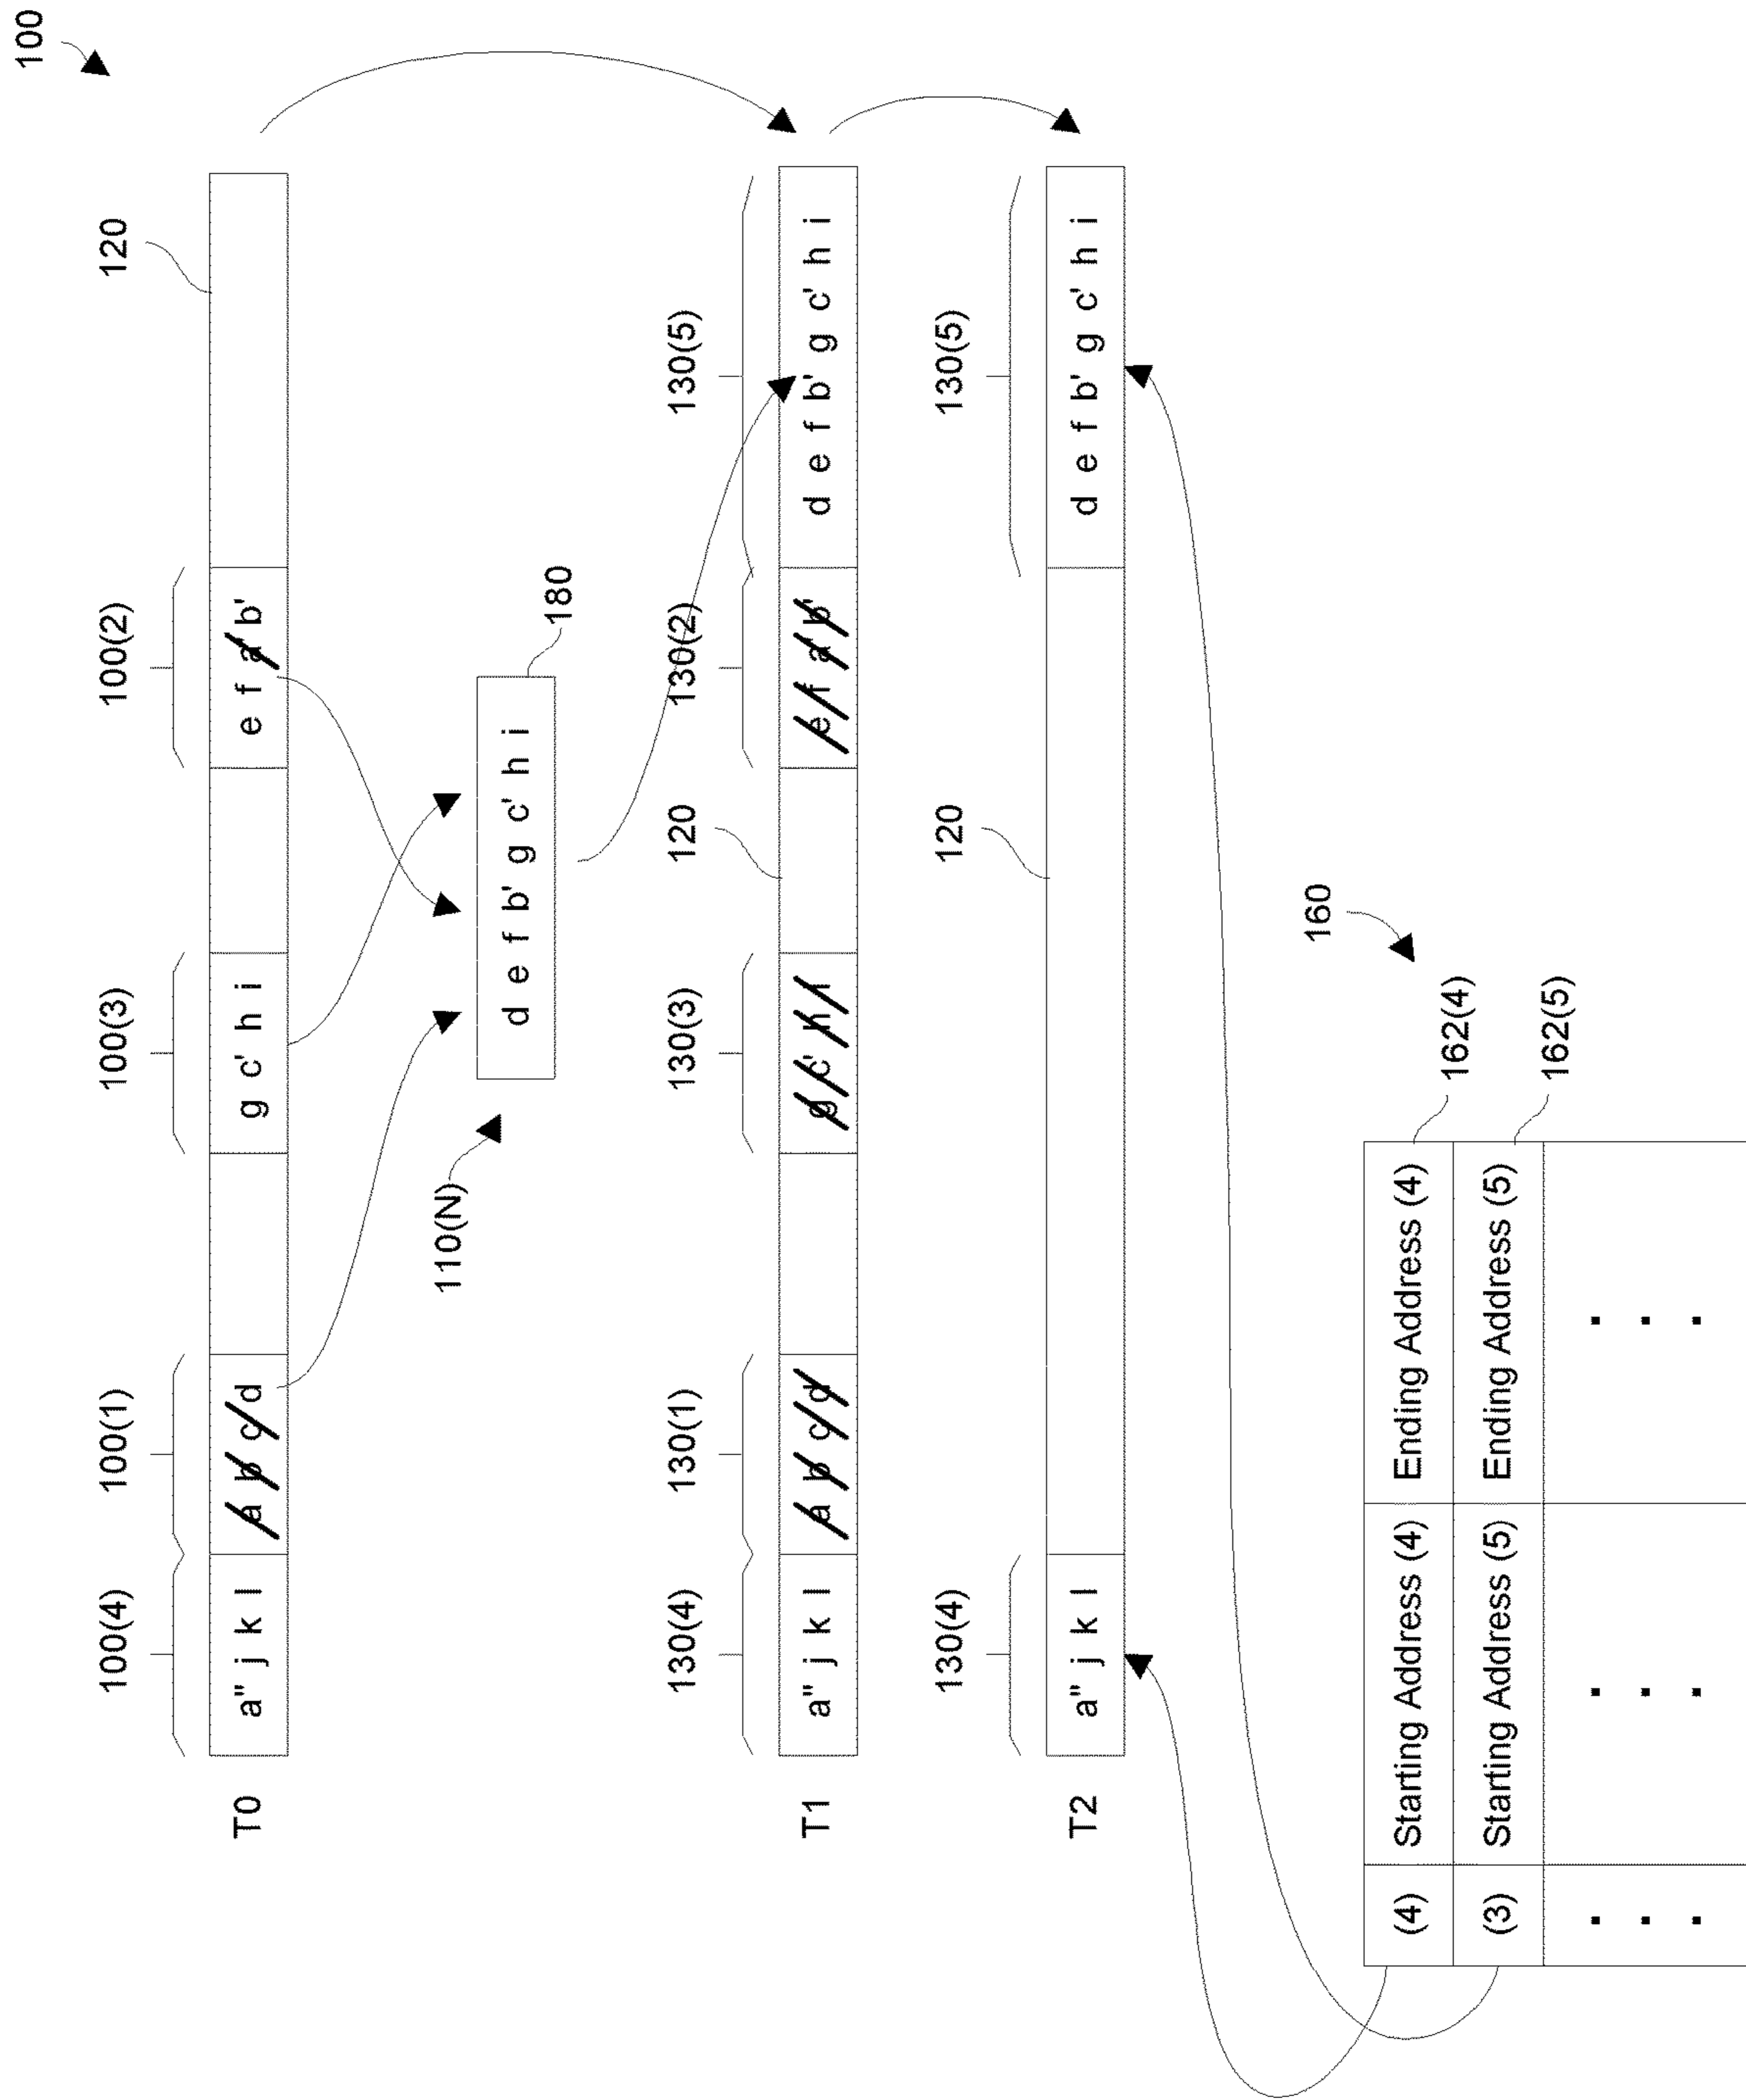 100
120
100(4) 100(1) 100(3) 100(2)
T0 a" j k l a b c d g c' h i e f a' b'
110(N) d e f b' g c' h i 180
130(4) 130(1) 130(3) 120 130(2) 130(5)
T1 a" j k l a b c d g c' h i e f a' b' d e f b' g c' h i
130(4) 120 130(5)
T2 a" j k l d e f b' g c' h i
160
(4) Starting Address (4) Ending Address (4) 162(4)
(3) Starting Address (5) Ending Address (5) 162(5)
. . .
. . .
. . .